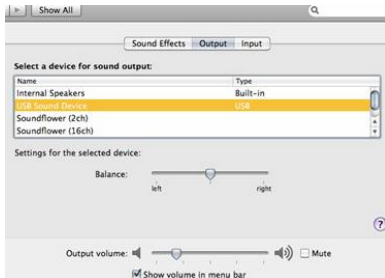 Show All
Sound Effects Output Input
Select a device for sound output:
Name Type
Internal Speakers Built-in
USB Sound Device USB
Soundflower (2ch)
Soundflower (16ch)
Settings for the selected device:
Balance:
left right
?
Output volume: Mute
Show volume in menu bar